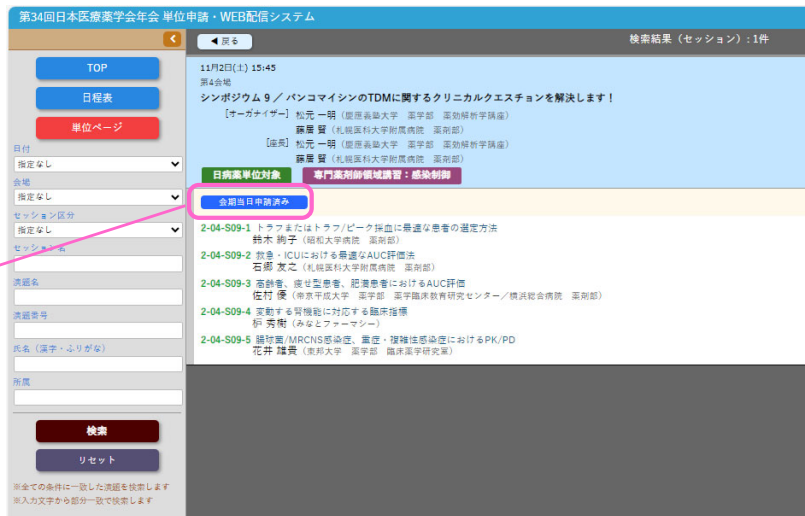 第34回日本医療薬学会年会 単位申請・WEB配信システム
TOP
日程表
単位ページ
日付
指定なし
会場
指定なし
セッション区分
指定なし
セッション名
演題名
演題番号
氏名（漢字・ふりがな）
所属
検索
リセット
※全ての条件に一致した演題を検索します
※入力文字から部分一致で検索します
◀戻る
検索結果（セッション）: 1件
11月2日(土) 15:45
第4会場
シンポジウム 9 ／ バンコマイシンのTDMに関するクリニカルクエスチョンを解決します！
[オーガナイザー] 松元 一明（慶應義塾大学　薬学部　薬効解析学講座）
藤居 賢（札幌医科大学附属病院　薬剤部）
[座長] 松元 一明（慶應義塾大学　薬学部　薬効解析学講座）
藤居 賢（札幌医科大学附属病院　薬剤部）
日病薬単位対象　専門薬剤師領域講習：感染制御
会期当日申請済み
2-04-S09-1 トラフまたはトラフ/ピーク採血に最適な患者の選定方法
鈴木 絢子（昭和大学病院　薬剤部）
2-04-S09-2 救急・ICUにおける最適なAUC評価法
石郷 友之（札幌医科大学附属病院　薬剤部）
2-04-S09-3 高齢者、痩せ型患者、肥満患者におけるAUC評価
佐村 優（帝京平成大学　薬学部　薬学臨床教育研究センター／横浜総合病院　薬剤部）
2-04-S09-4 変動する腎機能に対応する臨床指標
秀樹（みなとファーマシー）
2-04-S09-5 腸球菌/MRCNS感染症、重症・複雑性感染症におけるPK/PD
花井 雄貴（東邦大学　薬学部　臨床薬学研究室）